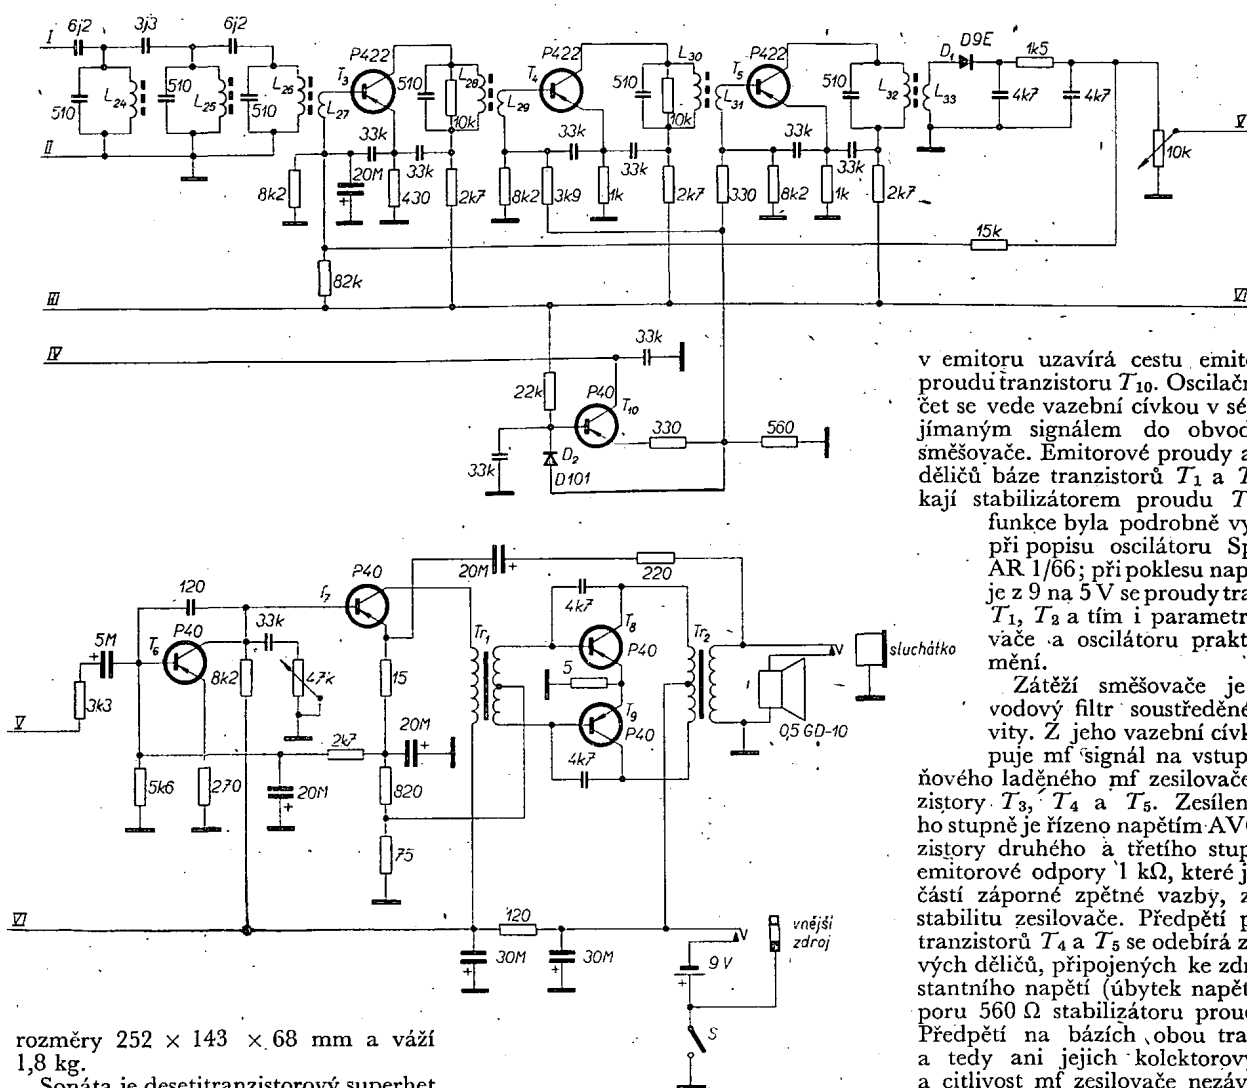 I 6j2 3j3 6j2
510 L24 510 L25 510 L26 L27
T3 P422 510 L28 10k L29
T4 P422 510 L30 10k L31
T5 P422 510 L32 L33
D1 D9E 1k5 4k7 4k7 10k V
II
8k2 20M + 33k 430 33k 2k7
8k2 3k9 33k 1k 33k 2k7
330 8k2 33k 1k 33k 2k7
15k
82k
III VI
IV 33k
22k P40 T10 330 560
33k D2 D101
v emitoru uzavírá cestu emito
proudu tranzistoru T10. Oscilačn
čet se vede vazební cívkou v sé
jímaným signálem do obvod
směšovače. Emitorové proudy a
děličů báze tranzistorů T1 a T
kají stabilizátorem proudu T
funkce byla podrobně vy
při popisu oscilátoru Sp
AR 1/66; při poklesu nap
je z 9 na 5 V se proudy tra
T1, T2 a tím i parametr
vače a oscilátoru prakt
mění.
Zátěží směšovače je
vodový filtr soustředěné
vity. Z jeho vazební cívk
puje mf signál na vstup
ňového laděného mf zesilovače
zistory T3, T4 a T5. Zesílen
ho stupně je řízeno napětím AVC
zistory druhého a třetího stup
emitorové odpory 1 kΩ, které j
částí záporné zpětné vazby, z
stabilitu zesilovače. Předpětí p
tranzistorů T4 a T5 se odebírá z
vých děličů, připojených ke zdr
stantního napětí (úbytek napět
poru 560 Ω stabilizátoru proud
Předpětí na bázích obou tra
a tedy ani jejich kolektorov
a citlivost mf zesilovače nezáv
120 T7 P40 20M + 220
5M T6 P40 33k 8k2 47k 15
3k3 V
Tr1 4k7 T8 P40 5 T9 P40 4k7 Tr2
V sluchátko
0,5 GD-10
5k6 270 + 20M 2k7 20M + 820
75
VI 120
+ 30M + 30M
V 9 V + vnější
zdroj
S
rozměry 252 × 143 × 68 mm a váží
1,8 kg.
Sonáta je desetitranzistorový superhet